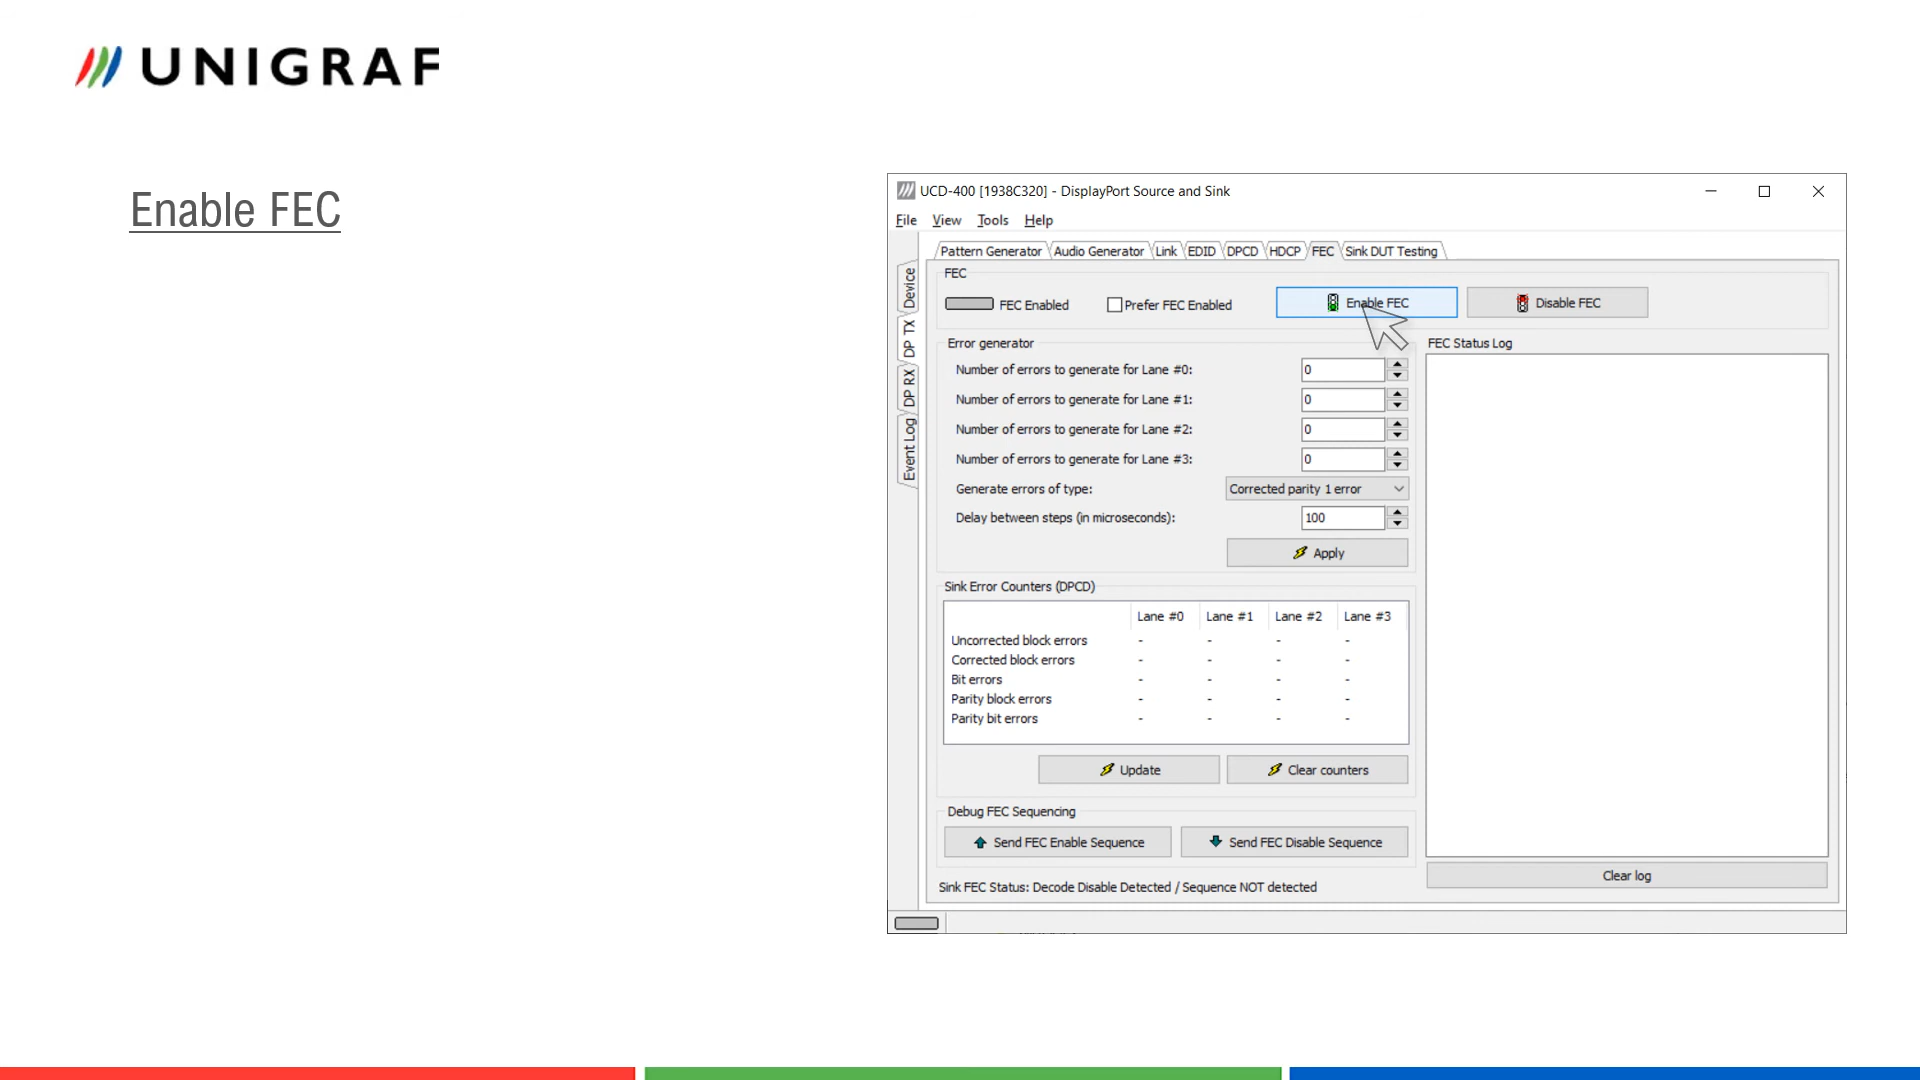 UNIGRAF
Enable FEC
UCD-400 [1938C320] - DisplayPort Source and Sink
File View Tools Help
Pattern Generator Audio Generator Link EDID DPCD HDCP FEC Sink DUT Testing
Device
DP TX
DP RX
Event Log
FEC
FEC Enabled Prefer FEC Enabled Enable FEC Disable FEC
Error generator
Number of errors to generate for Lane #0: 0
Number of errors to generate for Lane #1: 0
Number of errors to generate for Lane #2: 0
Number of errors to generate for Lane #3: 0
Generate errors of type: Corrected parity 1 error
Delay between steps (in microseconds): 100
Apply
Sink Error Counters (DPCD)
Lane #0 Lane #1 Lane #2 Lane #3
Uncorrected block errors - - - -
Corrected block errors - - - -
Bit errors - - - -
Parity block errors - - - -
Parity bit errors - - - -
Update Clear counters
Debug FEC Sequencing
Send FEC Enable Sequence Send FEC Disable Sequence
Sink FEC Status: Decode Disable Detected / Sequence NOT detected
FEC Status Log
Clear log